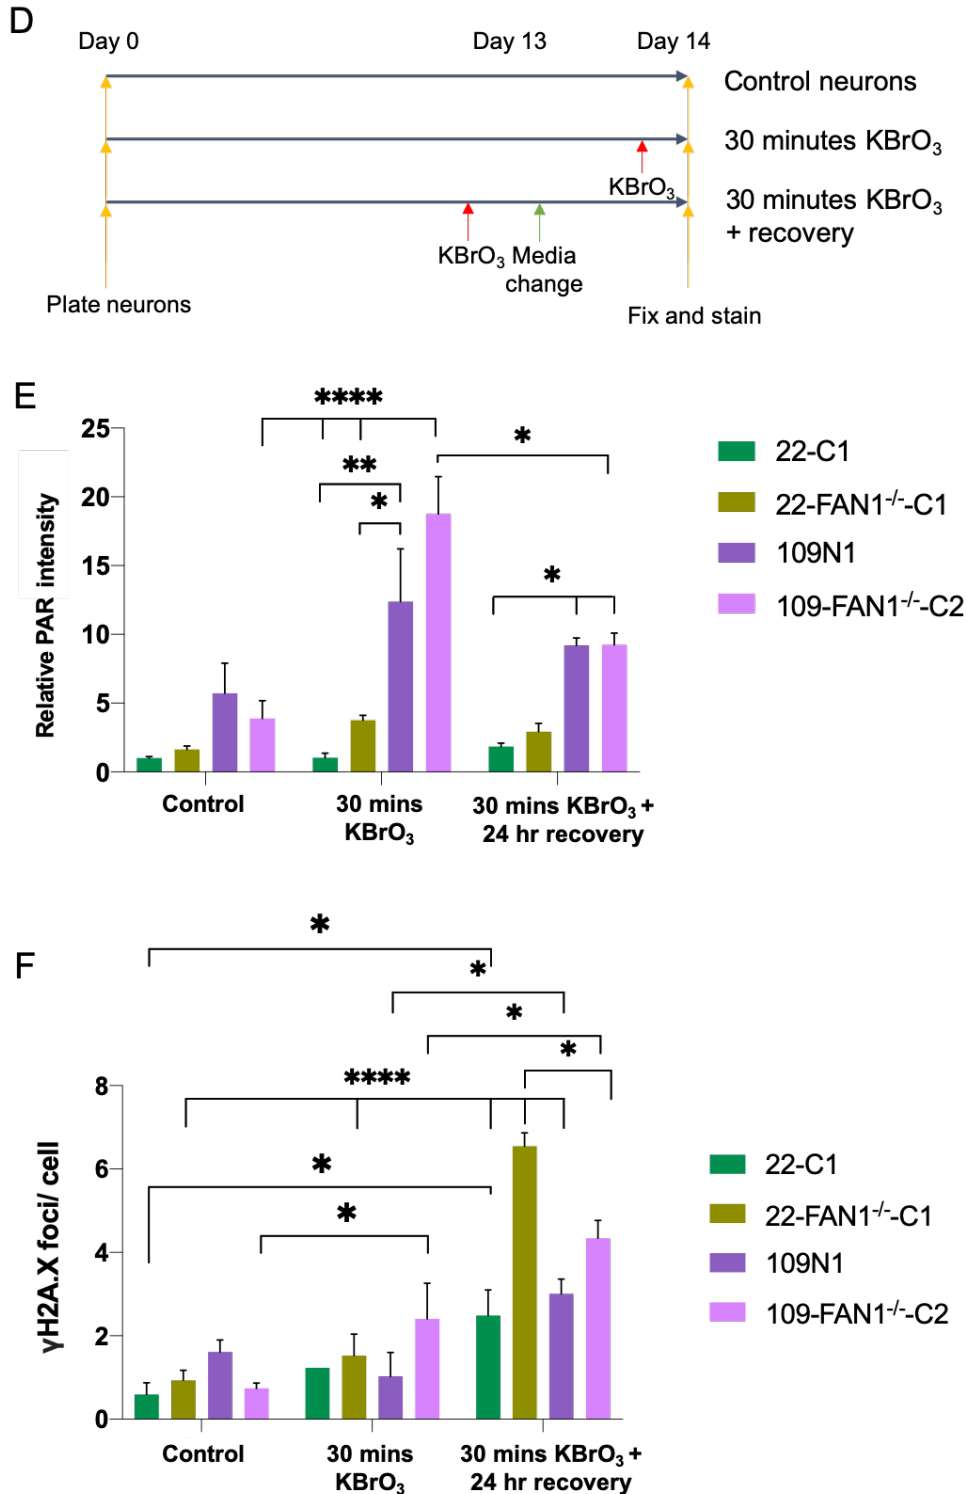 D
Day 0 Day 13 Day 14
Control neurons
30 minutes KBrO₃
KBrO₃
30 minutes KBrO₃
+ recovery
KBrO₃ Media
change
Plate neurons
Fix and stain
E
****
*
**
*
*
Relative PAR intensity
25
20
15
10
5
0
Control
30 mins
KBrO₃
30 mins KBrO₃ +
24 hr recovery
22-C1
22-FAN1⁻/⁻-C1
109N1
109-FAN1⁻/⁻-C2
F
*
*
*
*
****
*
*
γH2A.X foci/ cell
8
6
4
2
0
Control
30 mins
KBrO₃
30 mins KBrO₃ +
24 hr recovery
22-C1
22-FAN1⁻/⁻-C1
109N1
109-FAN1⁻/⁻-C2